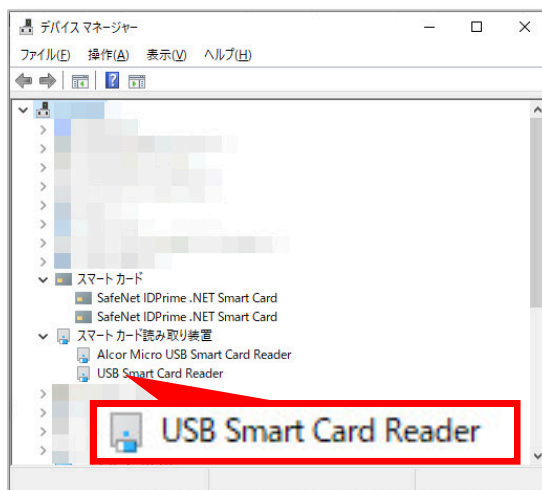 デバイス マネージャー
ファイル(F) 操作(A) 表示(V) ヘルプ(H)
スマート カード
SafeNet IDPrime .NET Smart Card
SafeNet IDPrime .NET Smart Card
スマート カード読み取り装置
Alcor Micro USB Smart Card Reader
USB Smart Card Reader
USB Smart Card Reader